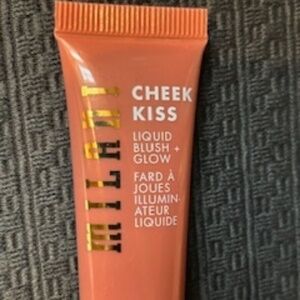 MILANI
CHEEK
KISS
LIQUID
BLUSH +
GLOW
FARD À
JOUES
ILLUMIN-
ATEUR
LIQUIDE